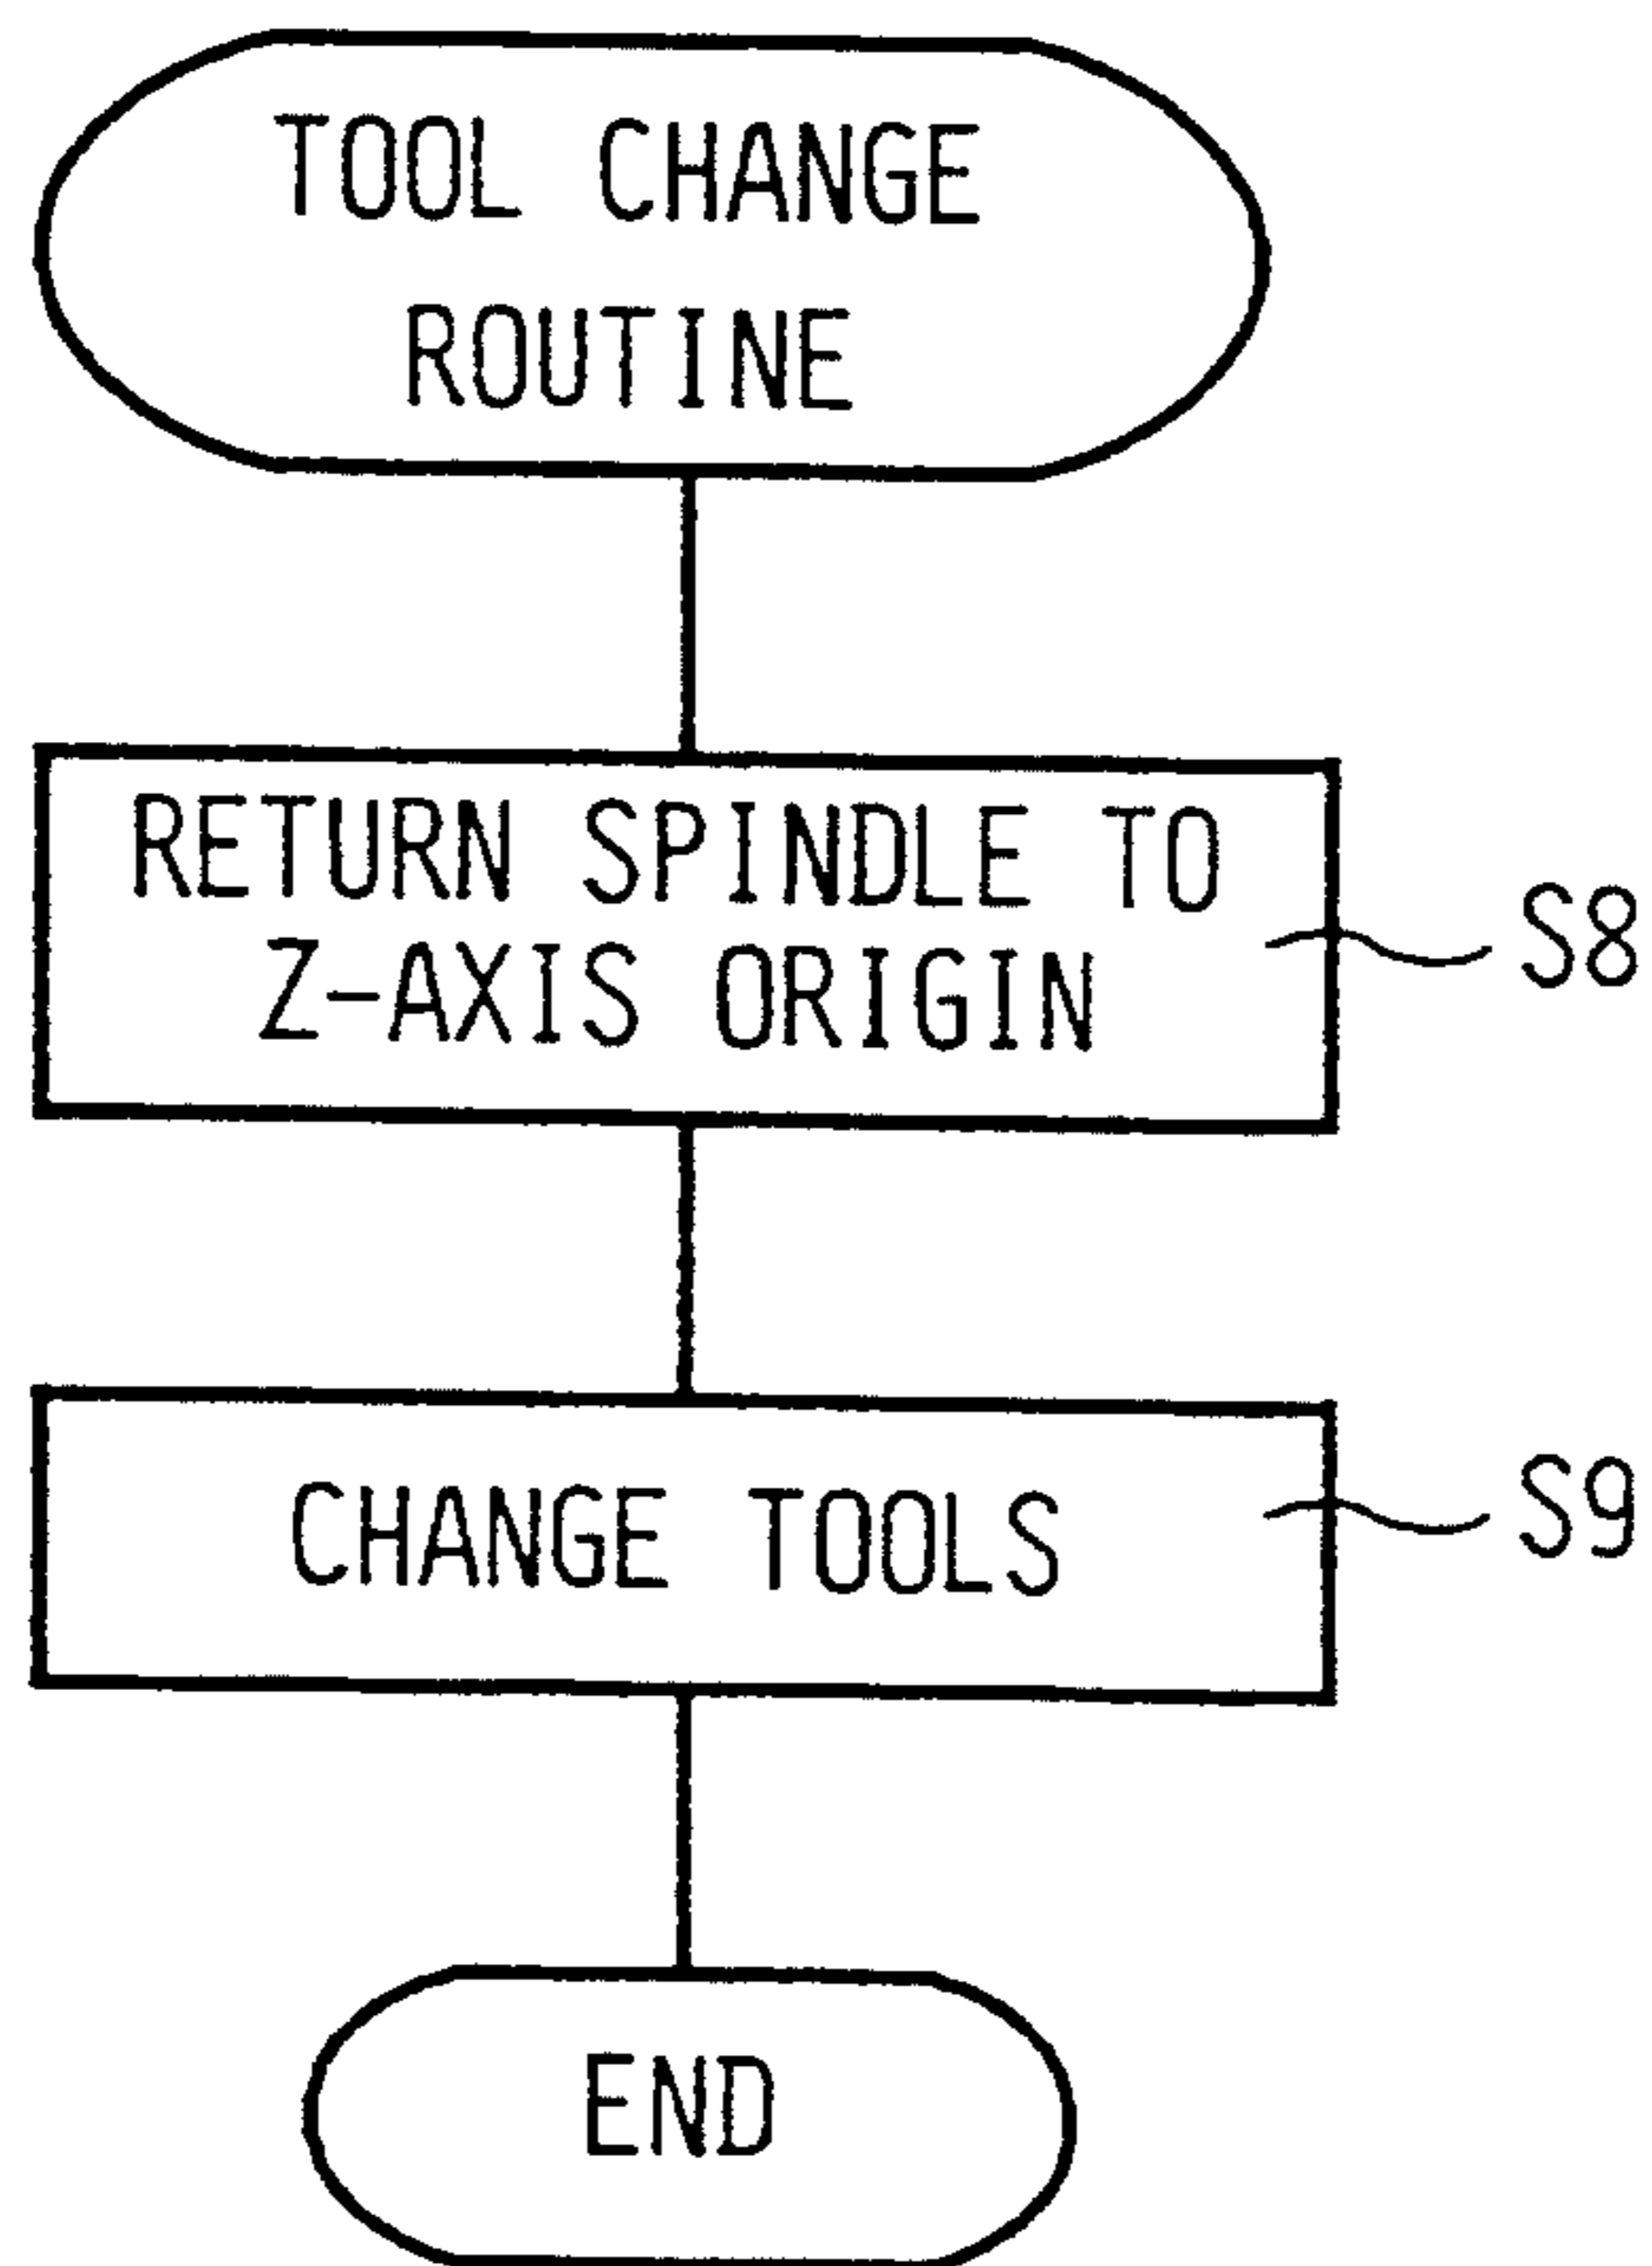 TOOL CHANGE
ROUTINE
RETURN SPINDLE TO
Z-AXIS ORIGIN
S8
CHANGE TOOLS
S9
END